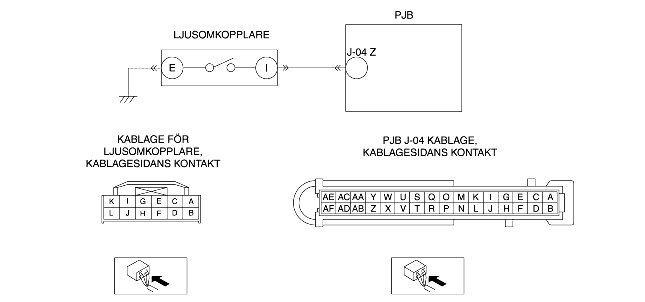 PJB
LJUSOMKOPPLARE
J-04 Z
E I
KABLAGE FÖR
LJUSOMKOPPLARE,
KABLAGESIDANS KONTAKT
PJB J-04 KABLAGE,
KABLAGESIDANS KONTAKT
K I G E C A
L J H F D B
AE AC AA Y W U S Q O M K I G E C A
AF AD AB Z X V T R P N L J H F D B